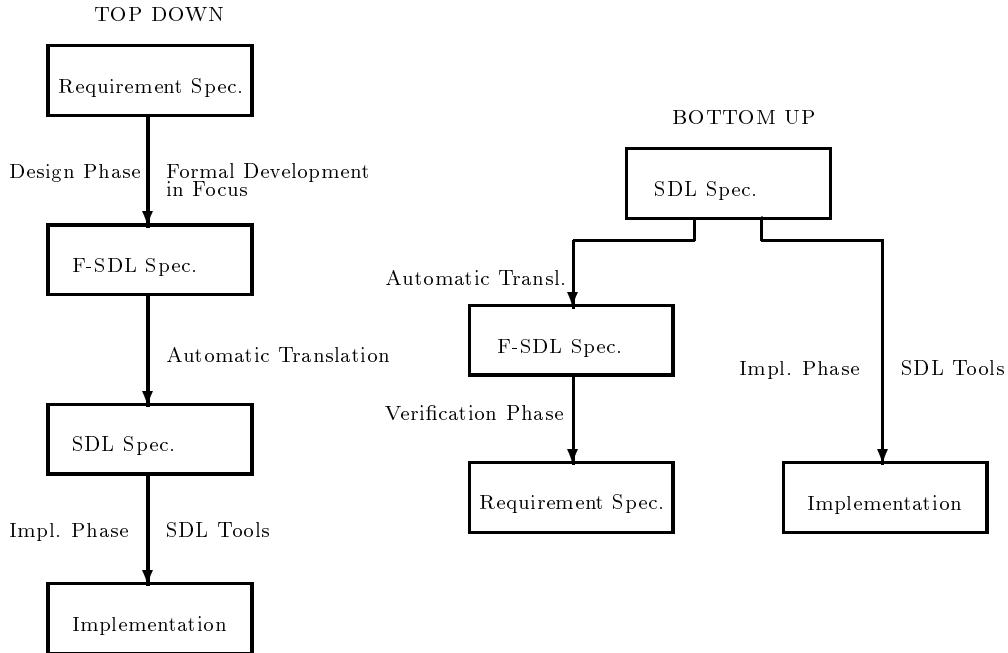 TOP DOWN
Requirement Spec.
Design Phase
Formal Development
in Focus
F-SDL Spec.
Automatic Translation
SDL Spec.
Impl. Phase
SDL Tools
Implementation
BOTTOM UP
SDL Spec.
Automatic Transl.
F-SDL Spec.
Verification Phase
Requirement Spec.
Impl. Phase
SDL Tools
Implementation